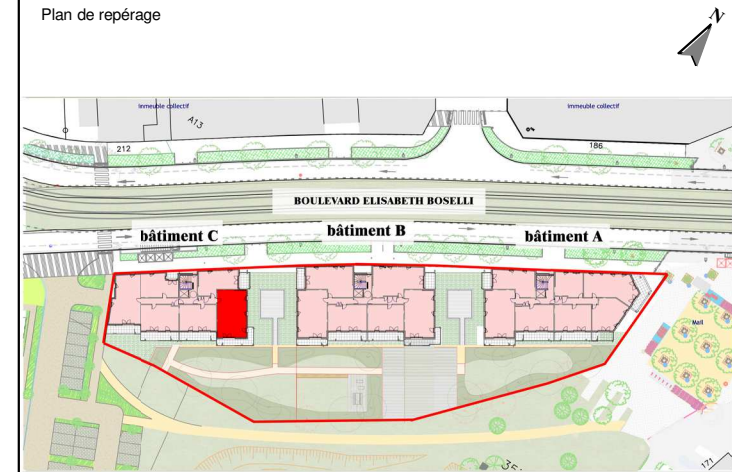 Plan de repérage
N
Immeuble collectif
Immeuble collectif
A13
212
186
BOULEVARD ELISABETH BOSELLI
bâtiment C
bâtiment B
bâtiment A
Mail
171